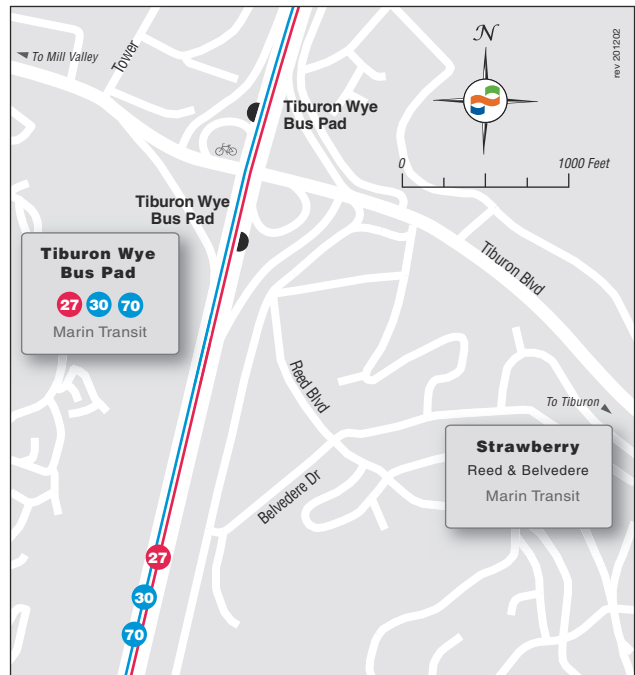 To Mill Valley
Tower
N
rev 201202
Tiburon Wye
Bus Pad
0 1000 Feet
Tiburon Wye
Bus Pad
Tiburon Wye
Bus Pad
27 30 70
Marin Transit
Tiburon Blvd
Reed Blvd
To Tiburon
Strawberry
Reed & Belvedere
Marin Transit
Belvedere Dr
27
30
70